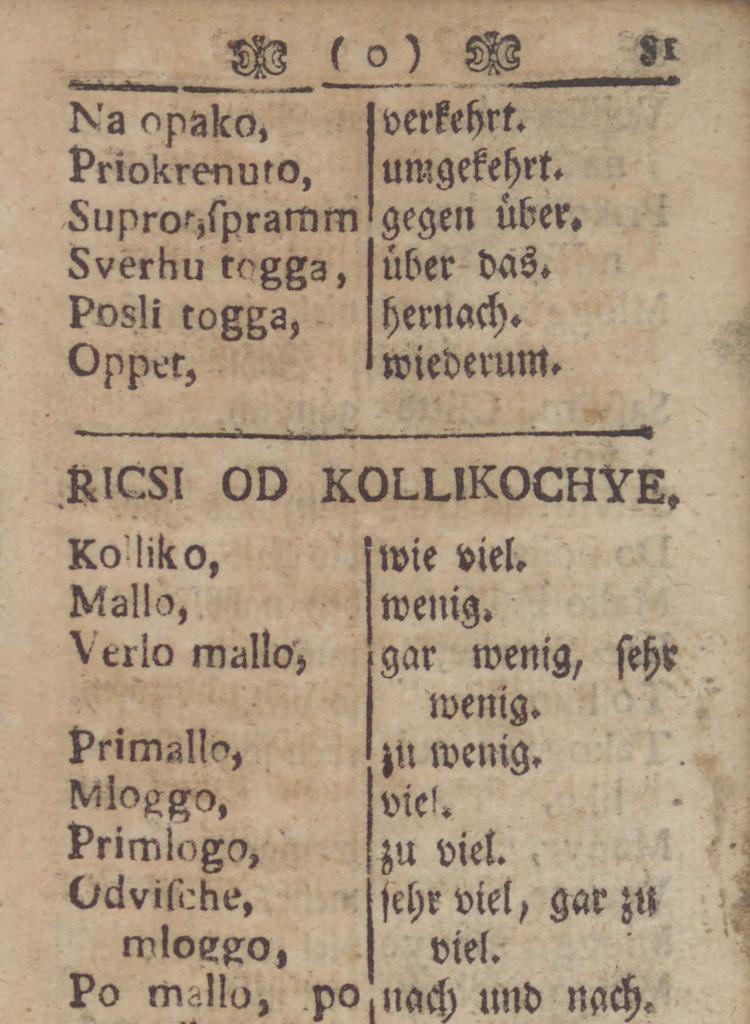 ( o ) 81
Na opako, verkehrt.
Priokrenuto, umgekehrt.
Suprot,ſpramm gegen über.
Sverhu togga, über das.
Posli togga, hernach.
Oppet, wiederum.
RICSI OD KOLLIKOCHYE.
Kolliko, wie viel.
Mallo, wenig.
Verlo mallo, gar wenig, ſehr
wenig.
Primallo, zu wenig.
Mloggo, viel.
Primlogo, zu viel.
Odviſche, ſehr viel, gar zu
mloggo, viel.
Po mallo, po nach und nach.